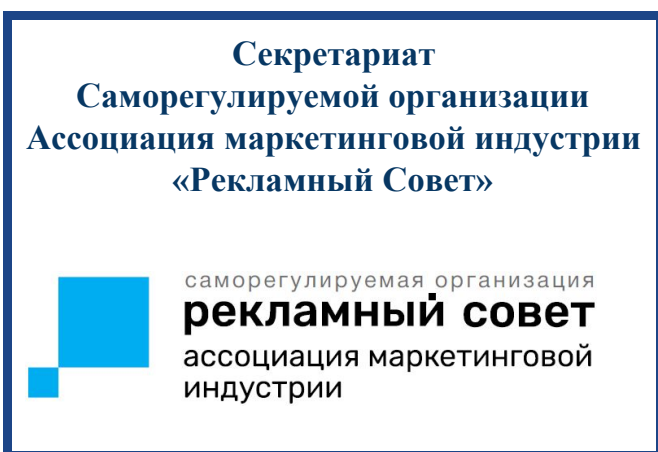 Секретариат
Саморегулируемой организации
Ассоциация маркетинговой индустрии
«Рекламный Совет»
саморегулируемая организация
рекламный совет
ассоциация маркетинговой
индустрии